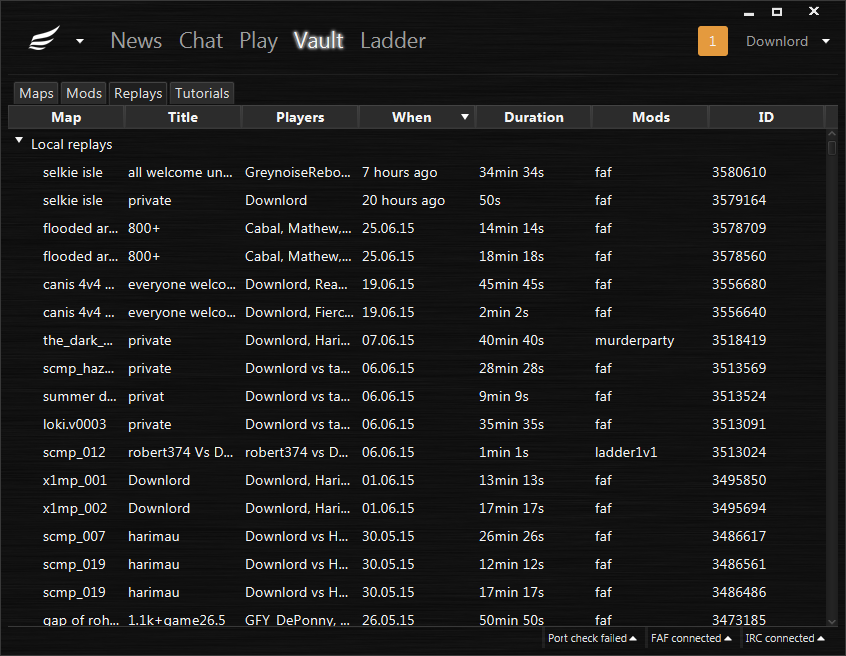 News Chat Play Vault Ladder 1 Downlord
Maps Mods Replays Tutorials
Map Title Players When Duration Mods ID
Local replays
selkie isle all welcome un... GreynoiseRebo... 7 hours ago 34min 34s faf 3580610
selkie isle private Downlord 20 hours ago 50s faf 3579164
flooded ar... 800+ Cabal, Mathew,... 25.06.15 14min 14s faf 3578709
flooded ar... 800+ Cabal, Mathew,... 25.06.15 18min 18s faf 3578560
canis 4v4 ... everyone welco... Downlord, Rea... 19.06.15 45min 45s faf 3556680
canis 4v4 ... everyone welco... Downlord, Fierc... 19.06.15 2min 2s faf 3556640
the_dark_... private Downlord, Hari... 07.06.15 40min 40s murderparty 3518419
scmp_haz... private Downlord vs ta... 06.06.15 28min 28s faf 3513569
summer d... privat Downlord vs ta... 06.06.15 9min 9s faf 3513524
loki.v0003 private Downlord vs ta... 06.06.15 35min 35s faf 3513091
scmp_012 robert374 Vs D... robert374 vs D... 06.06.15 1min 1s ladder1v1 3513024
x1mp_001 Downlord Downlord, Hari... 01.06.15 13min 13s faf 3495850
x1mp_002 Downlord Downlord, Hari... 01.06.15 17min 17s faf 3495694
scmp_007 harimau Downlord vs H... 30.05.15 26min 26s faf 3486617
scmp_019 harimau Downlord vs H... 30.05.15 12min 12s faf 3486561
scmp_019 harimau Downlord vs H... 30.05.15 17min 17s faf 3486486
gap of roh... 1.1k+game26.5 GFY_DePonny, ... 26.05.15 50min 50s faf 3473185
Port check failed FAF connected IRC connected